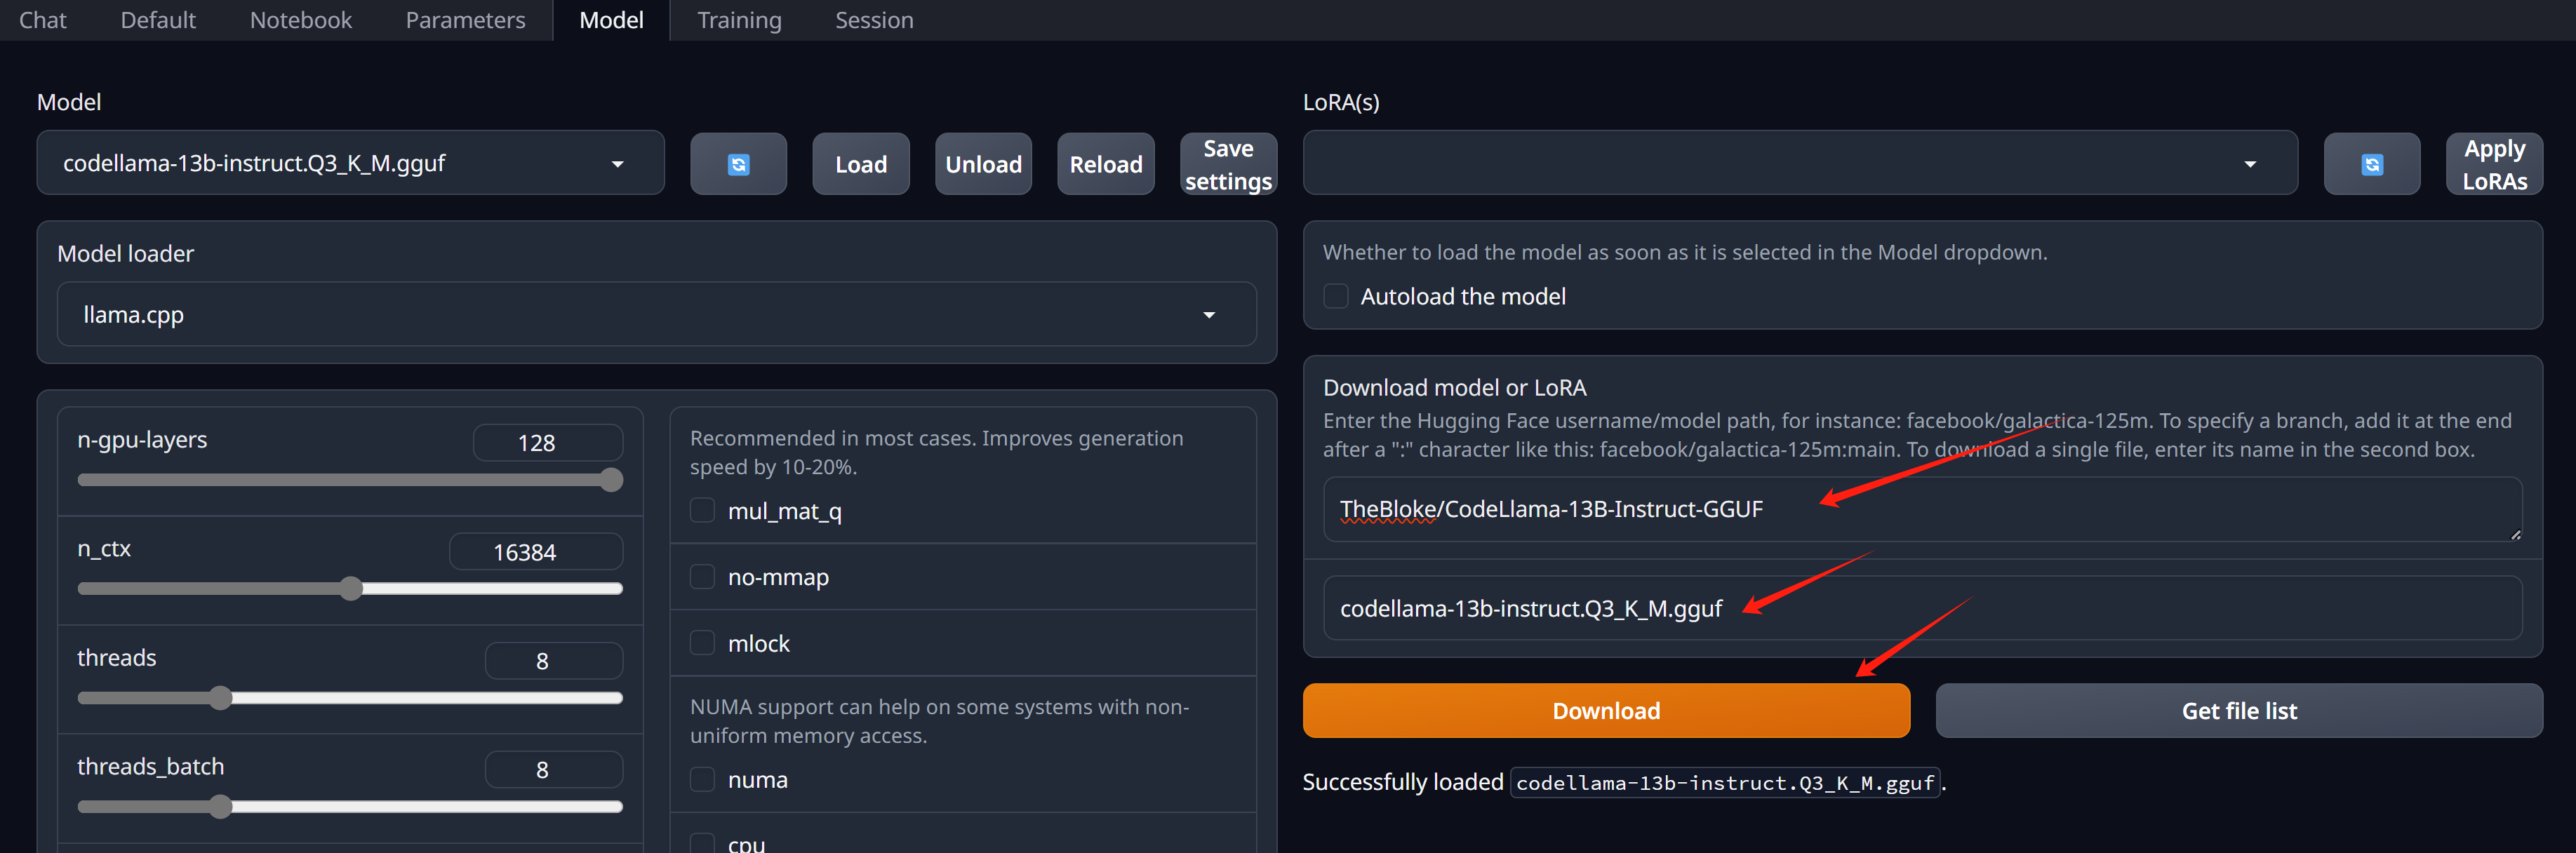 Chat Default Notebook Parameters Model Training Session
Model
codellama-13b-instruct.Q3_K_M.gguf
Load
Unload
Reload
Save
settings
Model loader
llama.cpp
n-gpu-layers
128
n_ctx
16384
threads
8
threads_batch
8
Recommended in most cases. Improves generation
speed by 10-20%.
mul_mat_q
no-mmap
mlock
NUMA support can help on some systems with non-
uniform memory access.
numa
cpu
LoRA(s)
Apply
LoRAs
Whether to load the model as soon as it is selected in the Model dropdown.
Autoload the model
Download model or LoRA
Enter the Hugging Face username/model path, for instance: facebook/galactica-125m. To specify a branch, add it at the end
after a ":" character like this: facebook/galactica-125m:main. To download a single file, enter its name in the second box.
TheBloke/CodeLlama-13B-Instruct-GGUF
codellama-13b-instruct.Q3_K_M.gguf
Download
Get file list
Successfully loaded codellama-13b-instruct.Q3_K_M.gguf.